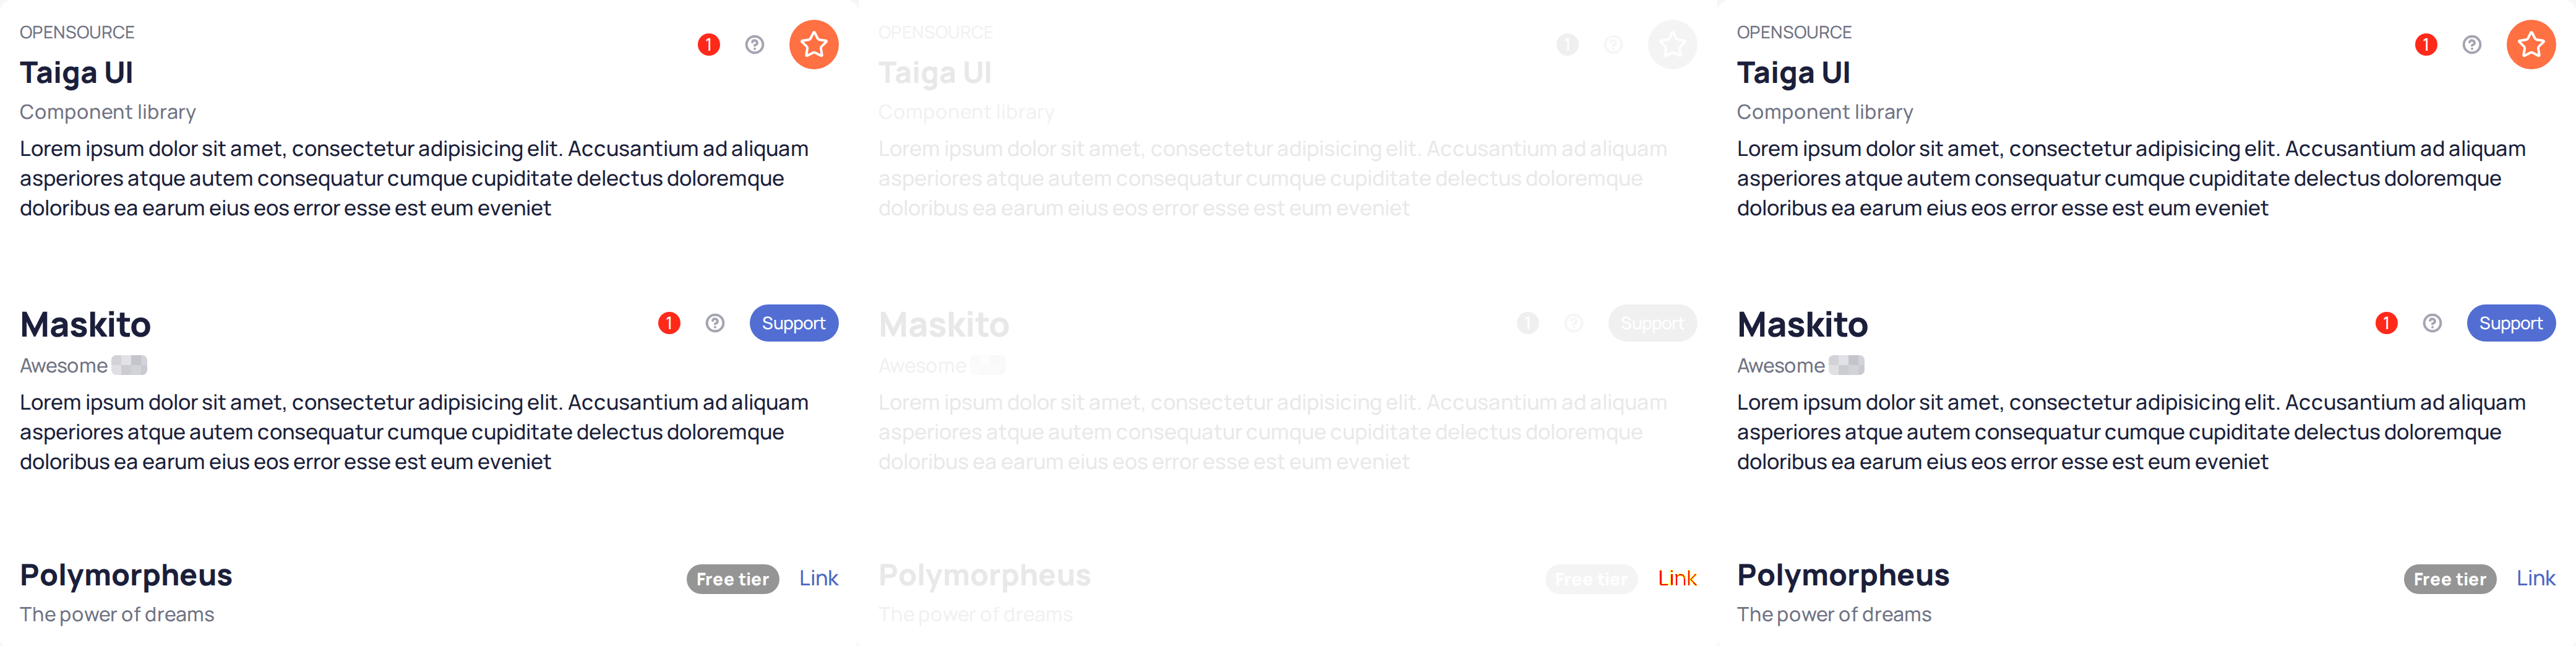 OPENSOURCE
1
Taiga UI
Component library
Lorem ipsum dolor sit amet, consectetur adipisicing elit. Accusantium ad aliquam
asperiores atque autem consequatur cumque cupiditate delectus doloremque
doloribus ea earum eius eos error esse est eum eveniet
Maskito
1
Support
Awesome
Lorem ipsum dolor sit amet, consectetur adipisicing elit. Accusantium ad aliquam
asperiores atque autem consequatur cumque cupiditate delectus doloremque
doloribus ea earum eius eos error esse est eum eveniet
Polymorpheus
Free tier
Link
The power of dreams
OPENSOURCE
1
Taiga UI
Component library
Lorem ipsum dolor sit amet, consectetur adipisicing elit. Accusantium ad aliquam
asperiores atque autem consequatur cumque cupiditate delectus doloremque
doloribus ea earum eius eos error esse est eum eveniet
Maskito
1
Support
Awesome
Lorem ipsum dolor sit amet, consectetur adipisicing elit. Accusantium ad aliquam
asperiores atque autem consequatur cumque cupiditate delectus doloremque
doloribus ea earum eius eos error esse est eum eveniet
Polymorpheus
Free tier
Link
The power of dreams
OPENSOURCE
1
Taiga UI
Component library
Lorem ipsum dolor sit amet, consectetur adipisicing elit. Accusantium ad aliquam
asperiores atque autem consequatur cumque cupiditate delectus doloremque
doloribus ea earum eius eos error esse est eum eveniet
Maskito
1
Support
Awesome
Lorem ipsum dolor sit amet, consectetur adipisicing elit. Accusantium ad aliquam
asperiores atque autem consequatur cumque cupiditate delectus doloremque
doloribus ea earum eius eos error esse est eum eveniet
Polymorpheus
Free tier
Link
The power of dreams